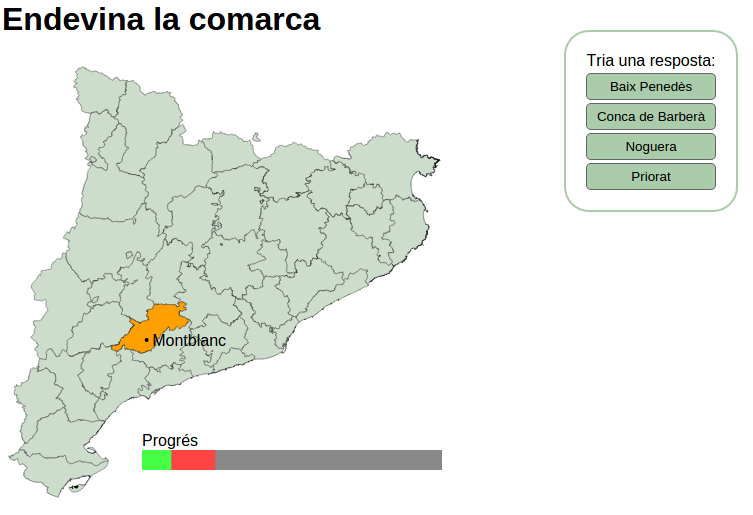 Endevina la comarca
Tria una resposta:
Baix Penedès
Conca de Barberà
Noguera
Priorat
Montblanc
Progrés